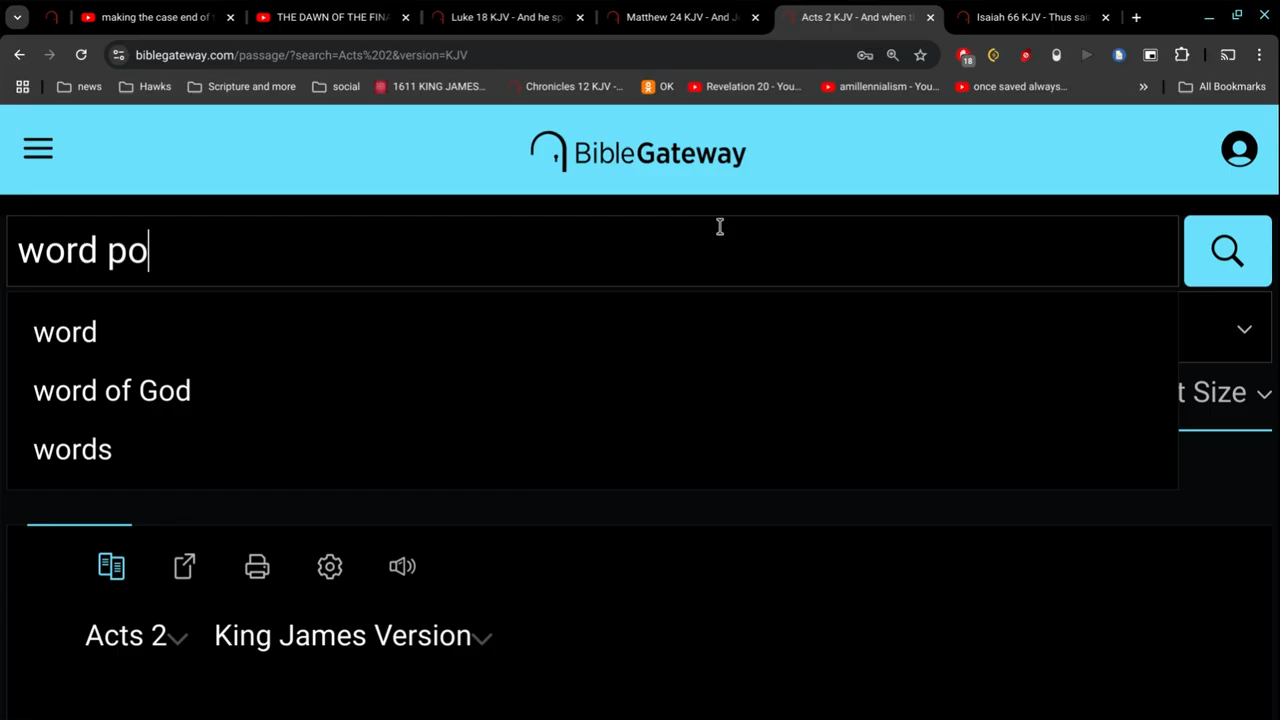 making the case end of
THE DAWN OF THE FINA
Luke 18 KJV - And he sp
Matthew 24 KJV - And J
Acts 2 KJV - And when t
Isaiah 66 KJV - Thus sai
biblegateway.com/passage/?search=Acts%202&version=KJV
18
news
Hawks
Scripture and more
social
1611 KING JAMES...
Chronicles 12 KJV -...
OK
Revelation 20 - You...
amillennialism - You...
once saved always...
»
All Bookmarks
BibleGateway
word po
word
word of God
words
t Size
Acts 2
King James Version